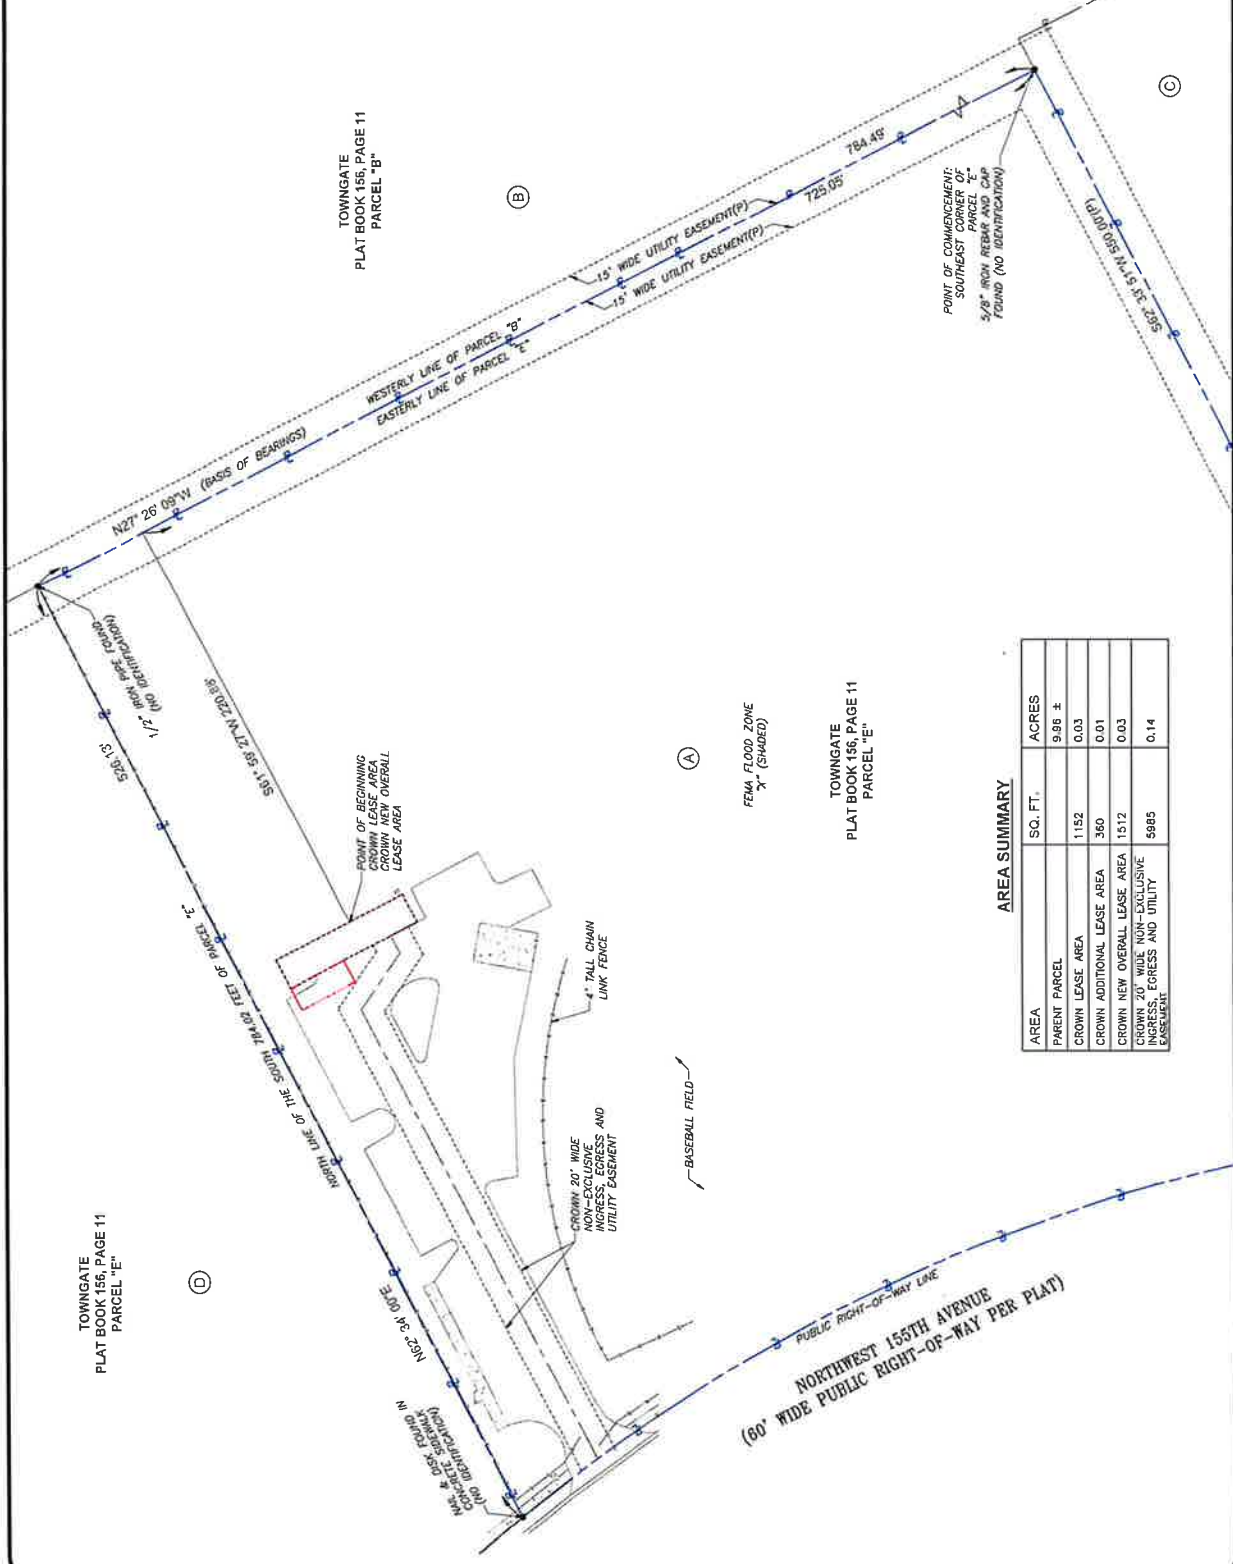 TOWNGATE
PLAT BOOK 156, PAGE 11
PARCEL "B"
B
C
TOWNGATE
PLAT BOOK 156, PAGE 11
PARCEL "E"
D
N27° 26' 09"W (BASIS OF BEARINGS)
WESTERLY LINE OF PARCEL "B"
EASTERLY LINE OF PARCEL "E"
15' WIDE UTILITY EASEMENT(P)
15' WIDE UTILITY EASEMENT(P)
784.49'
725.05'
POINT OF COMMENCEMENT:
SOUTHEAST CORNER OF
PARCEL "E"
5/8" IRON REBAR AND CAP
FOUND (NO IDENTIFICATION)
S62° 33' 51"W 550.00'(P)
1/2" IRON PIPE FOUND
(NO IDENTIFICATION)
526.13'
S61° 59' 27"W 220.88'
POINT OF BEGINNING
CROWN LEASE AREA
CROWN NEW OVERALL
LEASE AREA
NORTH LINE OF THE SOUTH 784.02 FEET OF PARCEL "E"
N62° 34' 00"E
NAIL & DISK FOUND IN
CONCRETE SIDEWALK
(NO IDENTIFICATION)
4' TALL CHAIN
LINK FENCE
CROWN 20' WIDE
NON-EXCLUSIVE
INGRESS, EGRESS AND
UTILITY EASEMENT
BASEBALL FIELD
A
FEMA FLOOD ZONE
"X" (SHADED)
TOWNGATE
PLAT BOOK 156, PAGE 11
PARCEL "E"
PUBLIC RIGHT-OF-WAY LINE
NORTHWEST 155TH AVENUE
(60' WIDE PUBLIC RIGHT-OF-WAY PER PLAT)
AREA SUMMARY
AREA SQ. FT. ACRES
PARENT PARCEL 9.96 ±
CROWN LEASE AREA 1152 0.03
CROWN ADDITIONAL LEASE AREA 360 0.01
CROWN NEW OVERALL LEASE AREA 1512 0.03
CROWN 20' WIDE NON-EXCLUSIVE
INGRESS, EGRESS AND UTILITY 5985 0.14
EASEMENT